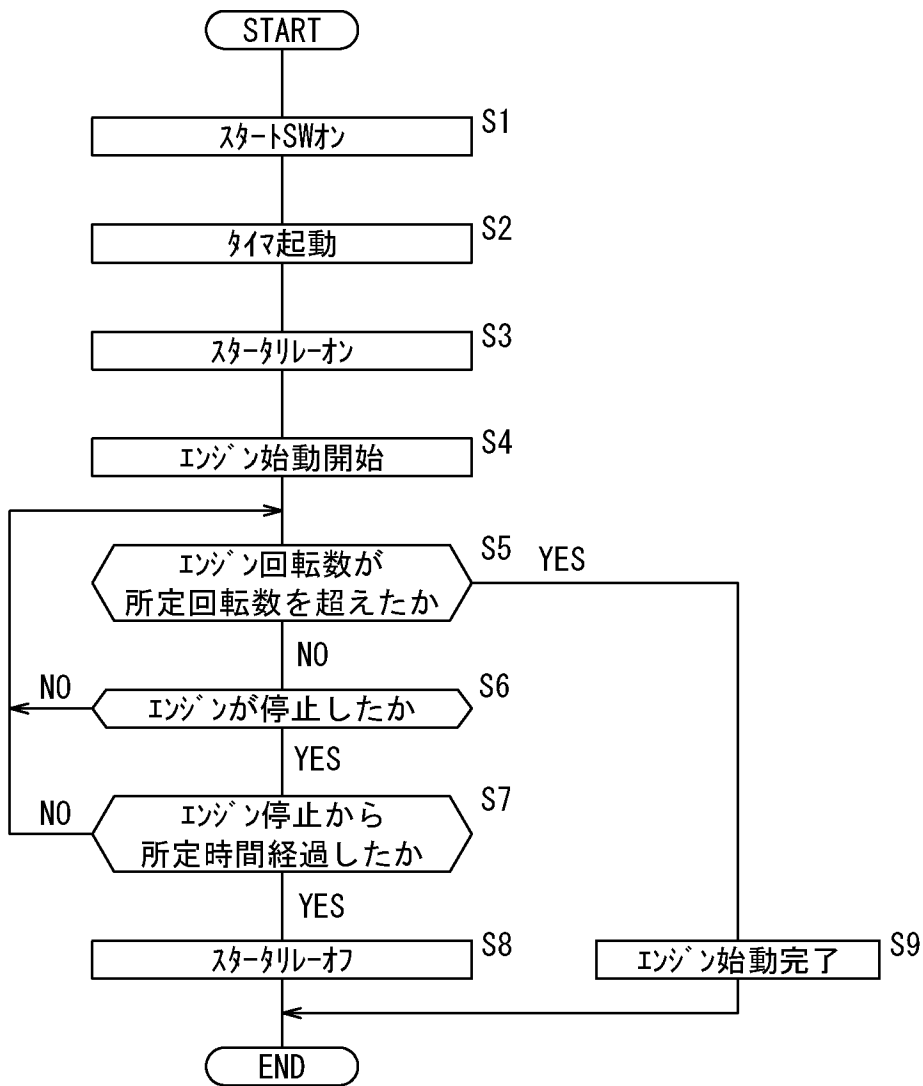 START
ｽﾀｰﾄSWｵﾝ
S1
ﾀｲﾏ起動
S2
ｽﾀｰﾀﾘﾚｰｵﾝ
S3
ｴﾝｼﾞﾝ始動開始
S4
ｴﾝｼﾞﾝ回転数が
所定回転数を超えたか
S5
YES
NO
ｴﾝｼﾞﾝが停止したか
S6
NO
YES
ｴﾝｼﾞﾝ停止から
所定時間経過したか
S7
NO
YES
ｽﾀｰﾀﾘﾚｰｵﾌ
S8
ｴﾝｼﾞﾝ始動完了
S9
END